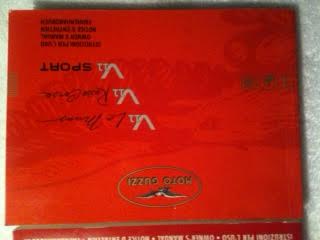 ISTRUZIONI PER L'USO • OWNER'S MANUAL • NOTICE D'ENTRETIEN •
MOTO GUZZI
V11 Le Mans
V11 Rosso Corsa
V11 SPORT
ISTRUZIONI PER L'USO
OWNER'S MANUAL
NOTICE D'ENTRETIEN
FAHRERHANDBUCH